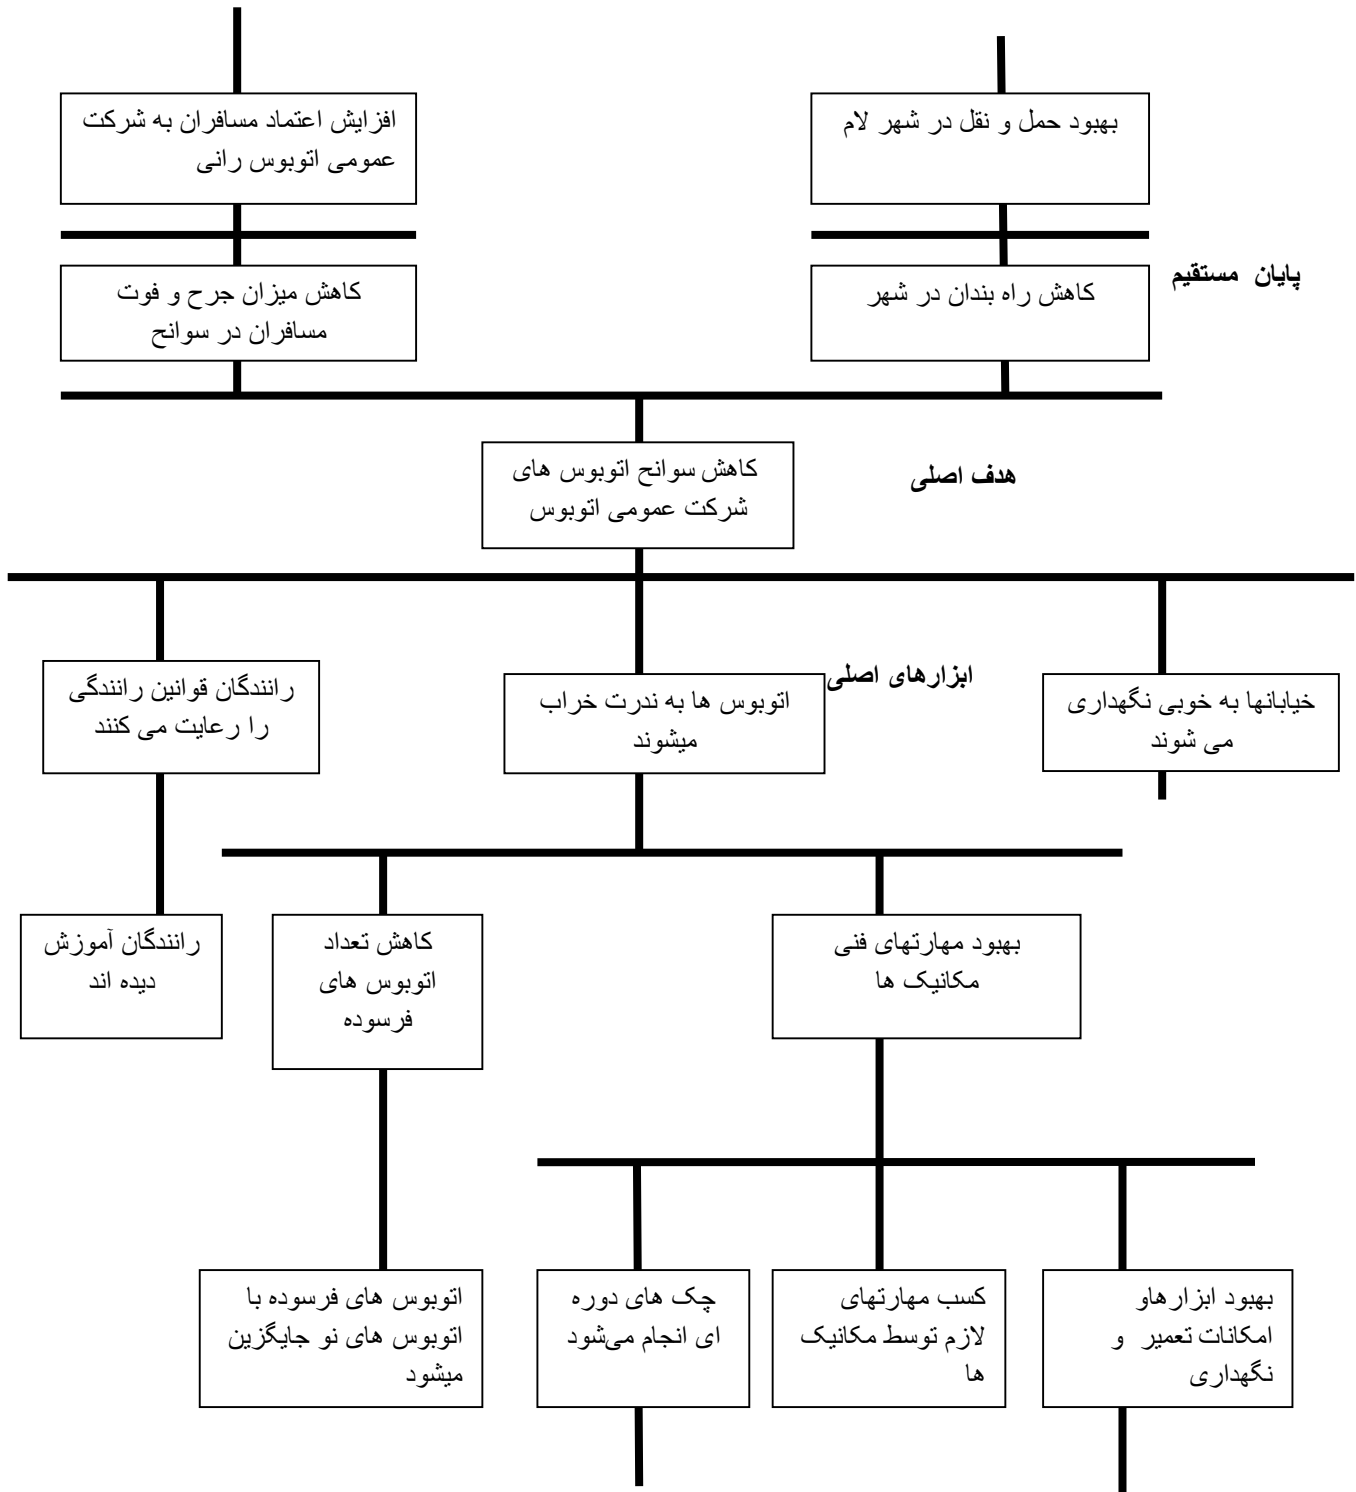 بهبود حمل و نقل در شهر لام
افزایش اعتماد مسافران به شرکت
عمومی اتوبوس رانی
پایان مستقیم
کاهش راه بندان در شهر
کاهش میزان جرح و فوت
مسافران در سوانح
هدف اصلی
کاهش سوانح اتوبوس های
شرکت عمومی اتوبوس
خیابانها به خوبی نگهداری
می شوند
ابزارهای اصلی
اتوبوس ها به ندرت خراب
میشوند
رانندگان قوانین رانندگی
را رعایت می کنند
بهبود مهارتهای فنی
مکانیک ها
کاهش تعداد
اتوبوس های
فرسوده
رانندگان آموزش
دیده اند
بهبود ابزارهاو
امکانات تعمیر و
نگهداری
کسب مهارتهای
لازم توسط مکانیک
ها
چک های دوره
ای انجام می‌شود
اتوبوس های فرسوده با
اتوبوس های نو جایگزین
میشود